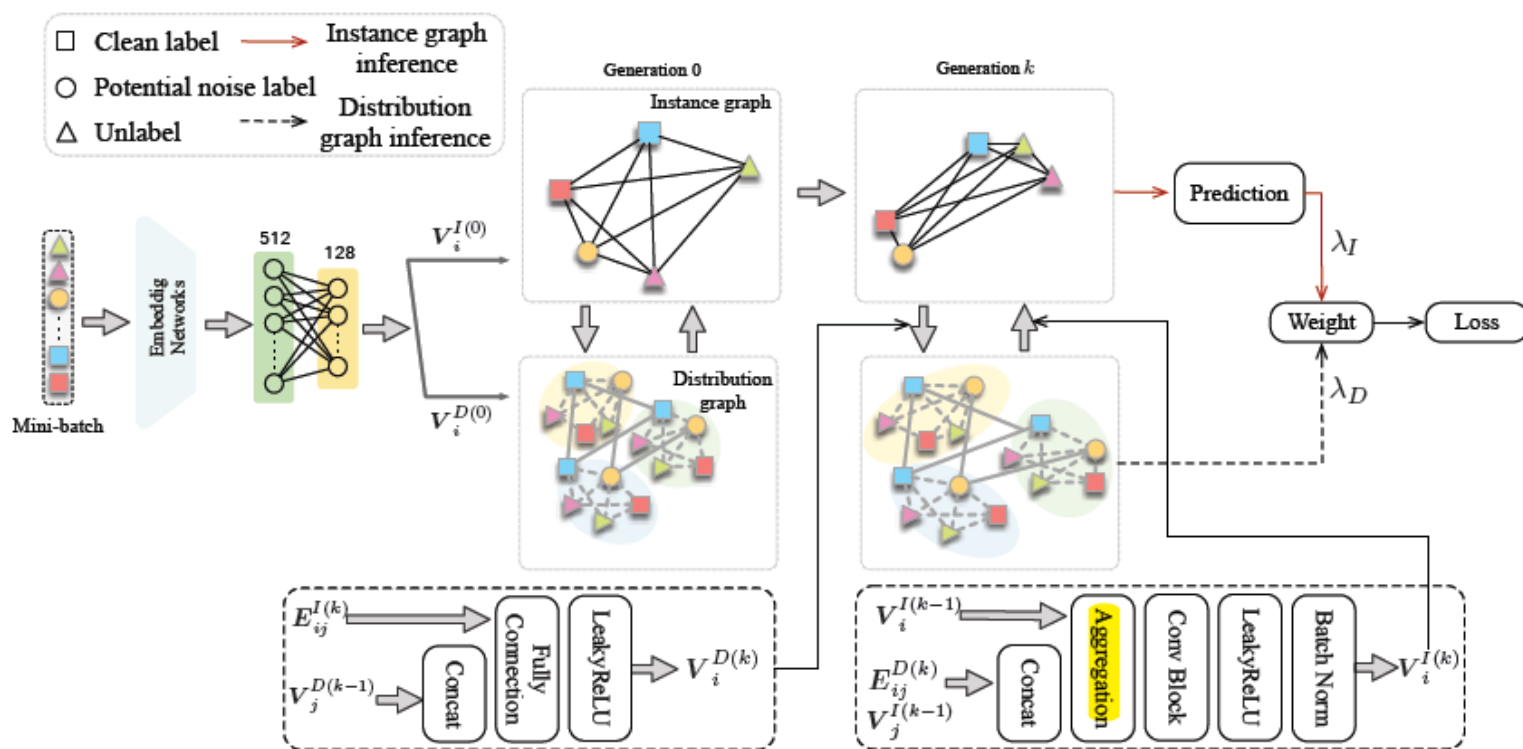 Clean label
Instance graph
inference
Potential noise label
Distribution
graph inference
Unlabel
Generation 0
Instance graph
Generation k
Prediction
λ_I
Weight
Loss
λ_D
Mini-batch
Embeddig
Networks
512
128
V_i^{I(0)}
V_i^{D(0)}
Distribution
graph
E_{ij}^{I(k)}
V_j^{D(k-1)}
Concat
Fully
Connection
LeakyReLU
V_i^{D(k)}
V_i^{I(k-1)}
E_{ij}^{D(k)}
V_j^{I(k-1)}
Concat
Aggregation
Conv Block
LeakyReLU
Batch Norm
V_i^{I(k)}